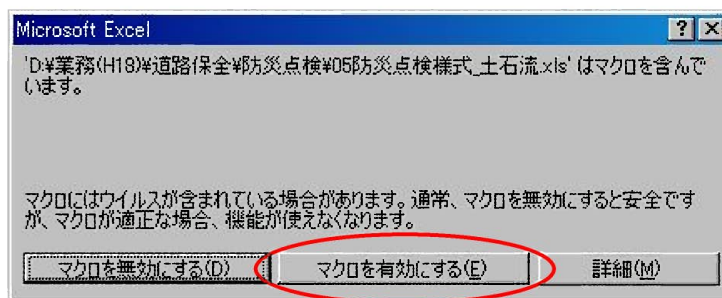 Microsoft Excel
'D:¥業務(H18)¥道路保全¥防災点検¥05防災点検様式_土石流.xls' はマクロを含んで
います。
マクロにはウイルスが含まれている場合があります。通常、マクロを無効にすると安全です
が、マクロが適正な場合、機能が使えなくなります。
マクロを無効にする(D)
マクロを有効にする(E)
詳細(M)